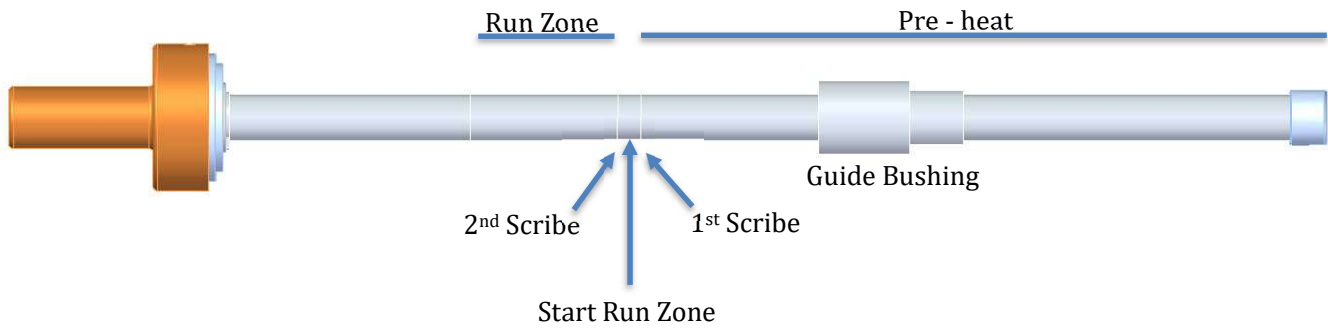 Run Zone
Pre - heat
Guide Bushing
2nd Scribe
1st Scribe
Start Run Zone